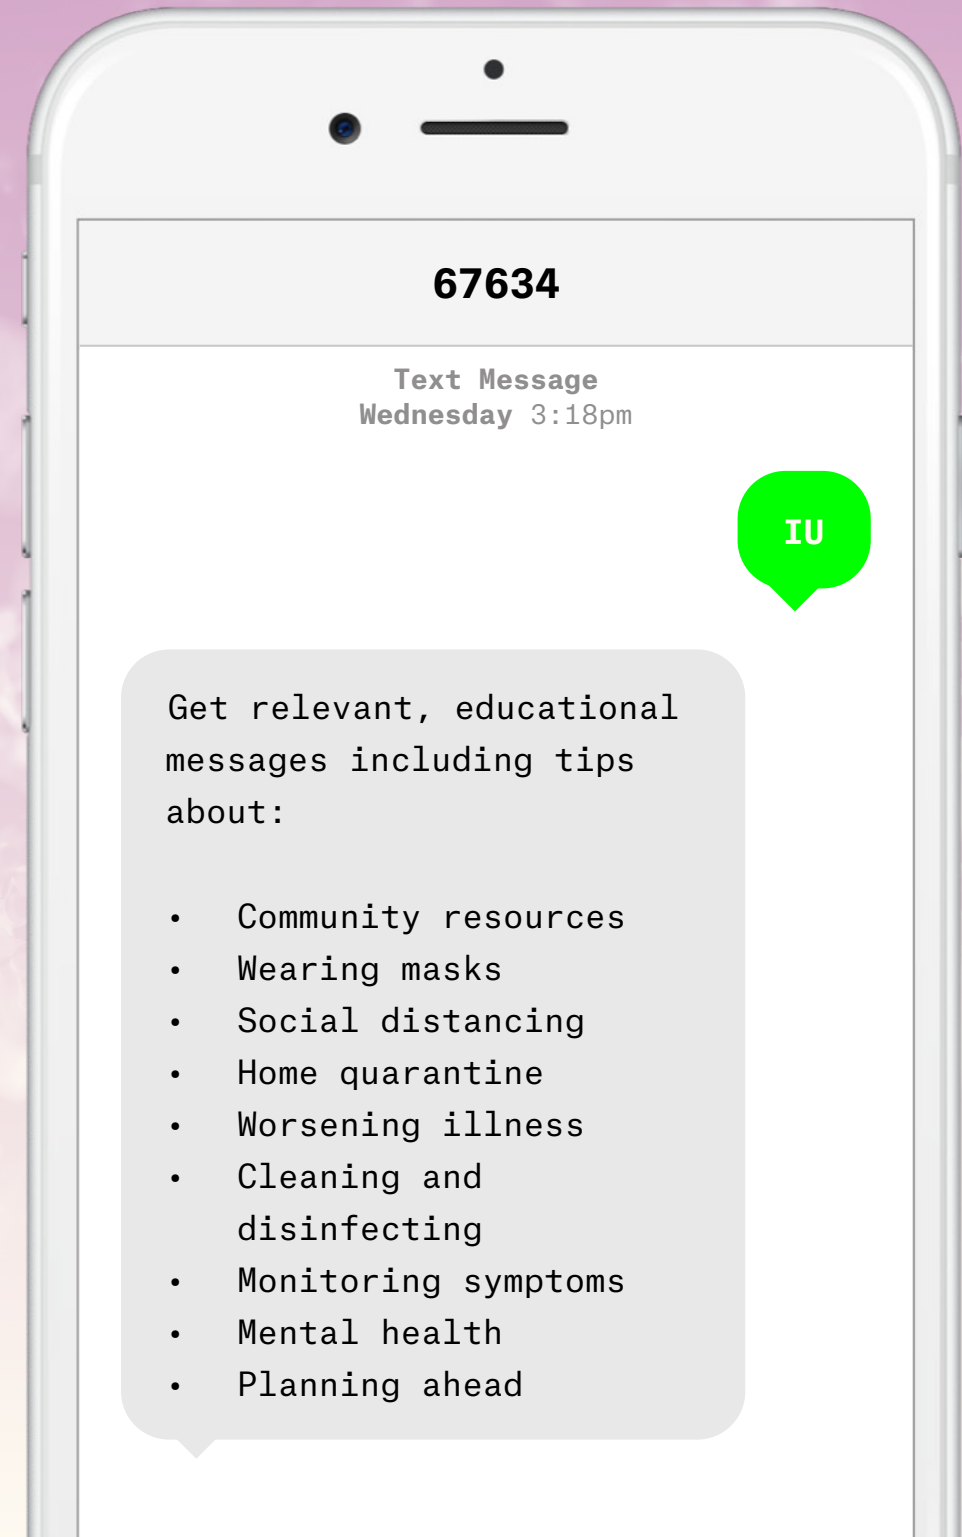 67634
Text Message
Wednesday 3:18pm
IU
Get relevant, educational
messages including tips
about:
• Community resources
• Wearing masks
• Social distancing
• Home quarantine
• Worsening illness
• Cleaning and
disinfecting
• Monitoring symptoms
• Mental health
• Planning ahead